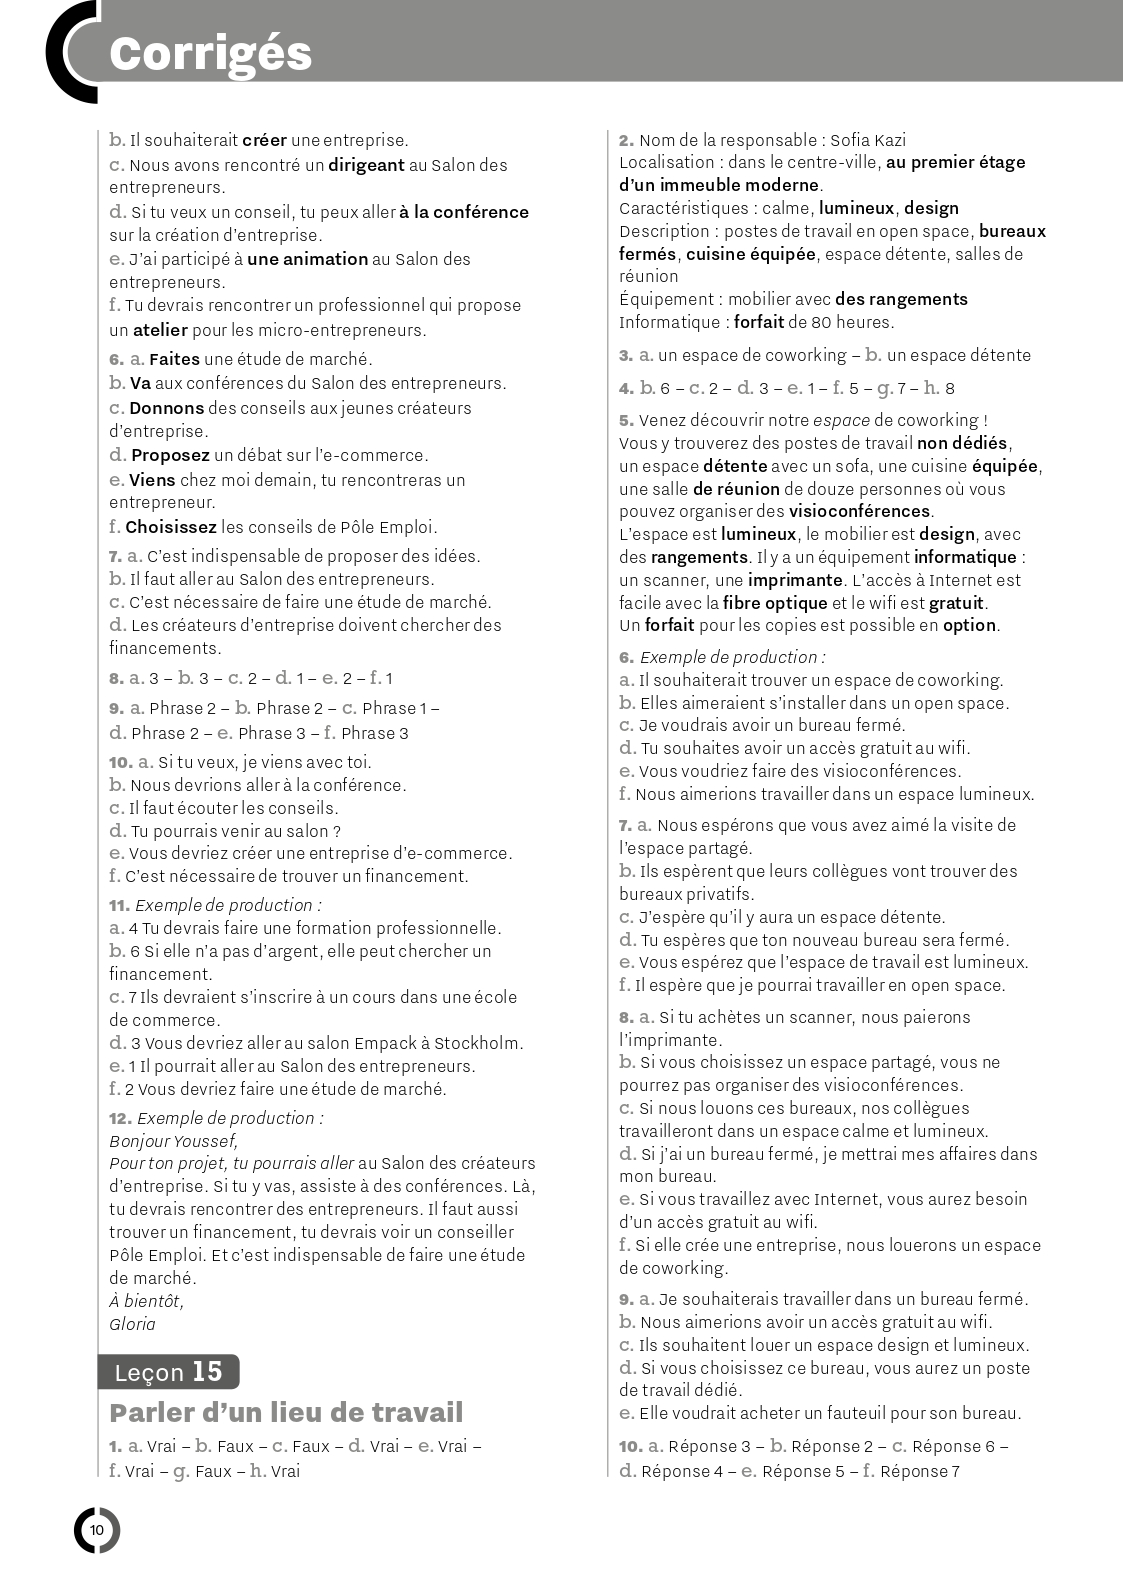 Corrigés
b. Il souhaiterait créer une entreprise.
c. Nous avons rencontré un dirigeant au Salon des
entrepreneurs.
d. Si tu veux un conseil, tu peux aller à la conférence
sur la création d'entreprise.
e. J'ai participé à une animation au Salon des
entrepreneurs.
f. Tu devrais rencontrer un professionnel qui propose
un atelier pour les micro-entrepreneurs.
6. a. Faites une étude de marché.
b. Va aux conférences du Salon des entrepreneurs.
c. Donnons des conseils aux jeunes créateurs
d'entreprise.
d. Proposez un débat sur l'e-commerce.
e. Viens chez moi demain, tu rencontreras un
entrepreneur.
f. Choisissez les conseils de Pôle Emploi.
7. a. C'est indispensable de proposer des idées.
b. Il faut aller au Salon des entrepreneurs.
c. C'est nécessaire de faire une étude de marché.
d. Les créateurs d'entreprise doivent chercher des
financements.
8. a. 3 – b. 3 – c. 2 – d. 1 – e. 2 – f. 1
9. a. Phrase 2 – b. Phrase 2 – c. Phrase 1 –
d. Phrase 2 – e. Phrase 3 – f. Phrase 3
10. a. Si tu veux, je viens avec toi.
b. Nous devrions aller à la conférence.
c. Il faut écouter les conseils.
d. Tu pourrais venir au salon ?
e. Vous devriez créer une entreprise d'e-commerce.
f. C'est nécessaire de trouver un financement.
11. Exemple de production :
a. 4 Tu devrais faire une formation professionnelle.
b. 6 Si elle n'a pas d'argent, elle peut chercher un
financement.
c. 7 Ils devraient s'inscrire à un cours dans une école
de commerce.
d. 3 Vous devriez aller au salon Empack à Stockholm.
e. 1 Il pourrait aller au Salon des entrepreneurs.
f. 2 Vous devriez faire une étude de marché.
12. Exemple de production :
Bonjour Youssef,
Pour ton projet, tu pourrais aller au Salon des créateurs
d'entreprise. Si tu y vas, assiste à des conférences. Là,
tu devrais rencontrer des entrepreneurs. Il faut aussi
trouver un financement, tu devrais voir un conseiller
Pôle Emploi. Et c'est indispensable de faire une étude
de marché.
À bientôt,
Gloria
Leçon 15
Parler d'un lieu de travail
1. a. Vrai – b. Faux – c. Faux – d. Vrai – e. Vrai –
f. Vrai – g. Faux – h. Vrai
2. Nom de la responsable : Sofia Kazi
Localisation : dans le centre-ville, au premier étage
d'un immeuble moderne.
Caractéristiques : calme, lumineux, design
Description : postes de travail en open space, bureaux
fermés, cuisine équipée, espace détente, salles de
réunion
Équipement : mobilier avec des rangements
Informatique : forfait de 80 heures.
3. a. un espace de coworking – b. un espace détente
4. b. 6 – c. 2 – d. 3 – e. 1 – f. 5 – g. 7 – h. 8
5. Venez découvrir notre espace de coworking !
Vous y trouverez des postes de travail non dédiés,
un espace détente avec un sofa, une cuisine équipée,
une salle de réunion de douze personnes où vous
pouvez organiser des visioconférences.
L'espace est lumineux, le mobilier est design, avec
des rangements. Il y a un équipement informatique :
un scanner, une imprimante. L'accès à Internet est
facile avec la fibre optique et le wifi est gratuit.
Un forfait pour les copies est possible en option.
6. Exemple de production :
a. Il souhaiterait trouver un espace de coworking.
b. Elles aimeraient s'installer dans un open space.
c. Je voudrais avoir un bureau fermé.
d. Tu souhaites avoir un accès gratuit au wifi.
e. Vous voudriez faire des visioconférences.
f. Nous aimerions travailler dans un espace lumineux.
7. a. Nous espérons que vous avez aimé la visite de
l'espace partagé.
b. Ils espèrent que leurs collègues vont trouver des
bureaux privatifs.
c. J'espère qu'il y aura un espace détente.
d. Tu espères que ton nouveau bureau sera fermé.
e. Vous espérez que l'espace de travail est lumineux.
f. Il espère que je pourrai travailler en open space.
8. a. Si tu achètes un scanner, nous paierons
l'imprimante.
b. Si vous choisissez un espace partagé, vous ne
pourrez pas organiser des visioconférences.
c. Si nous louons ces bureaux, nos collègues
travailleront dans un espace calme et lumineux.
d. Si j'ai un bureau fermé, je mettrai mes affaires dans
mon bureau.
e. Si vous travaillez avec Internet, vous aurez besoin
d'un accès gratuit au wifi.
f. Si elle crée une entreprise, nous louerons un espace
de coworking.
9. a. Je souhaiterais travailler dans un bureau fermé.
b. Nous aimerions avoir un accès gratuit au wifi.
c. Ils souhaitent louer un espace design et lumineux.
d. Si vous choisissez ce bureau, vous aurez un poste
de travail dédié.
e. Elle voudrait acheter un fauteuil pour son bureau.
10. a. Réponse 3 – b. Réponse 2 – c. Réponse 6 –
d. Réponse 4 – e. Réponse 5 – f. Réponse 7
10